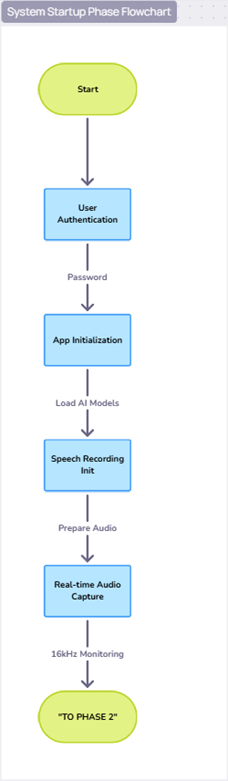 System Startup Phase Flowchart
Start
User
Authentication
Password
App Initialization
Load AI Models
Speech Recording
Init
Prepare Audio
Real-time Audio
Capture
16kHz Monitoring
"TO PHASE 2"